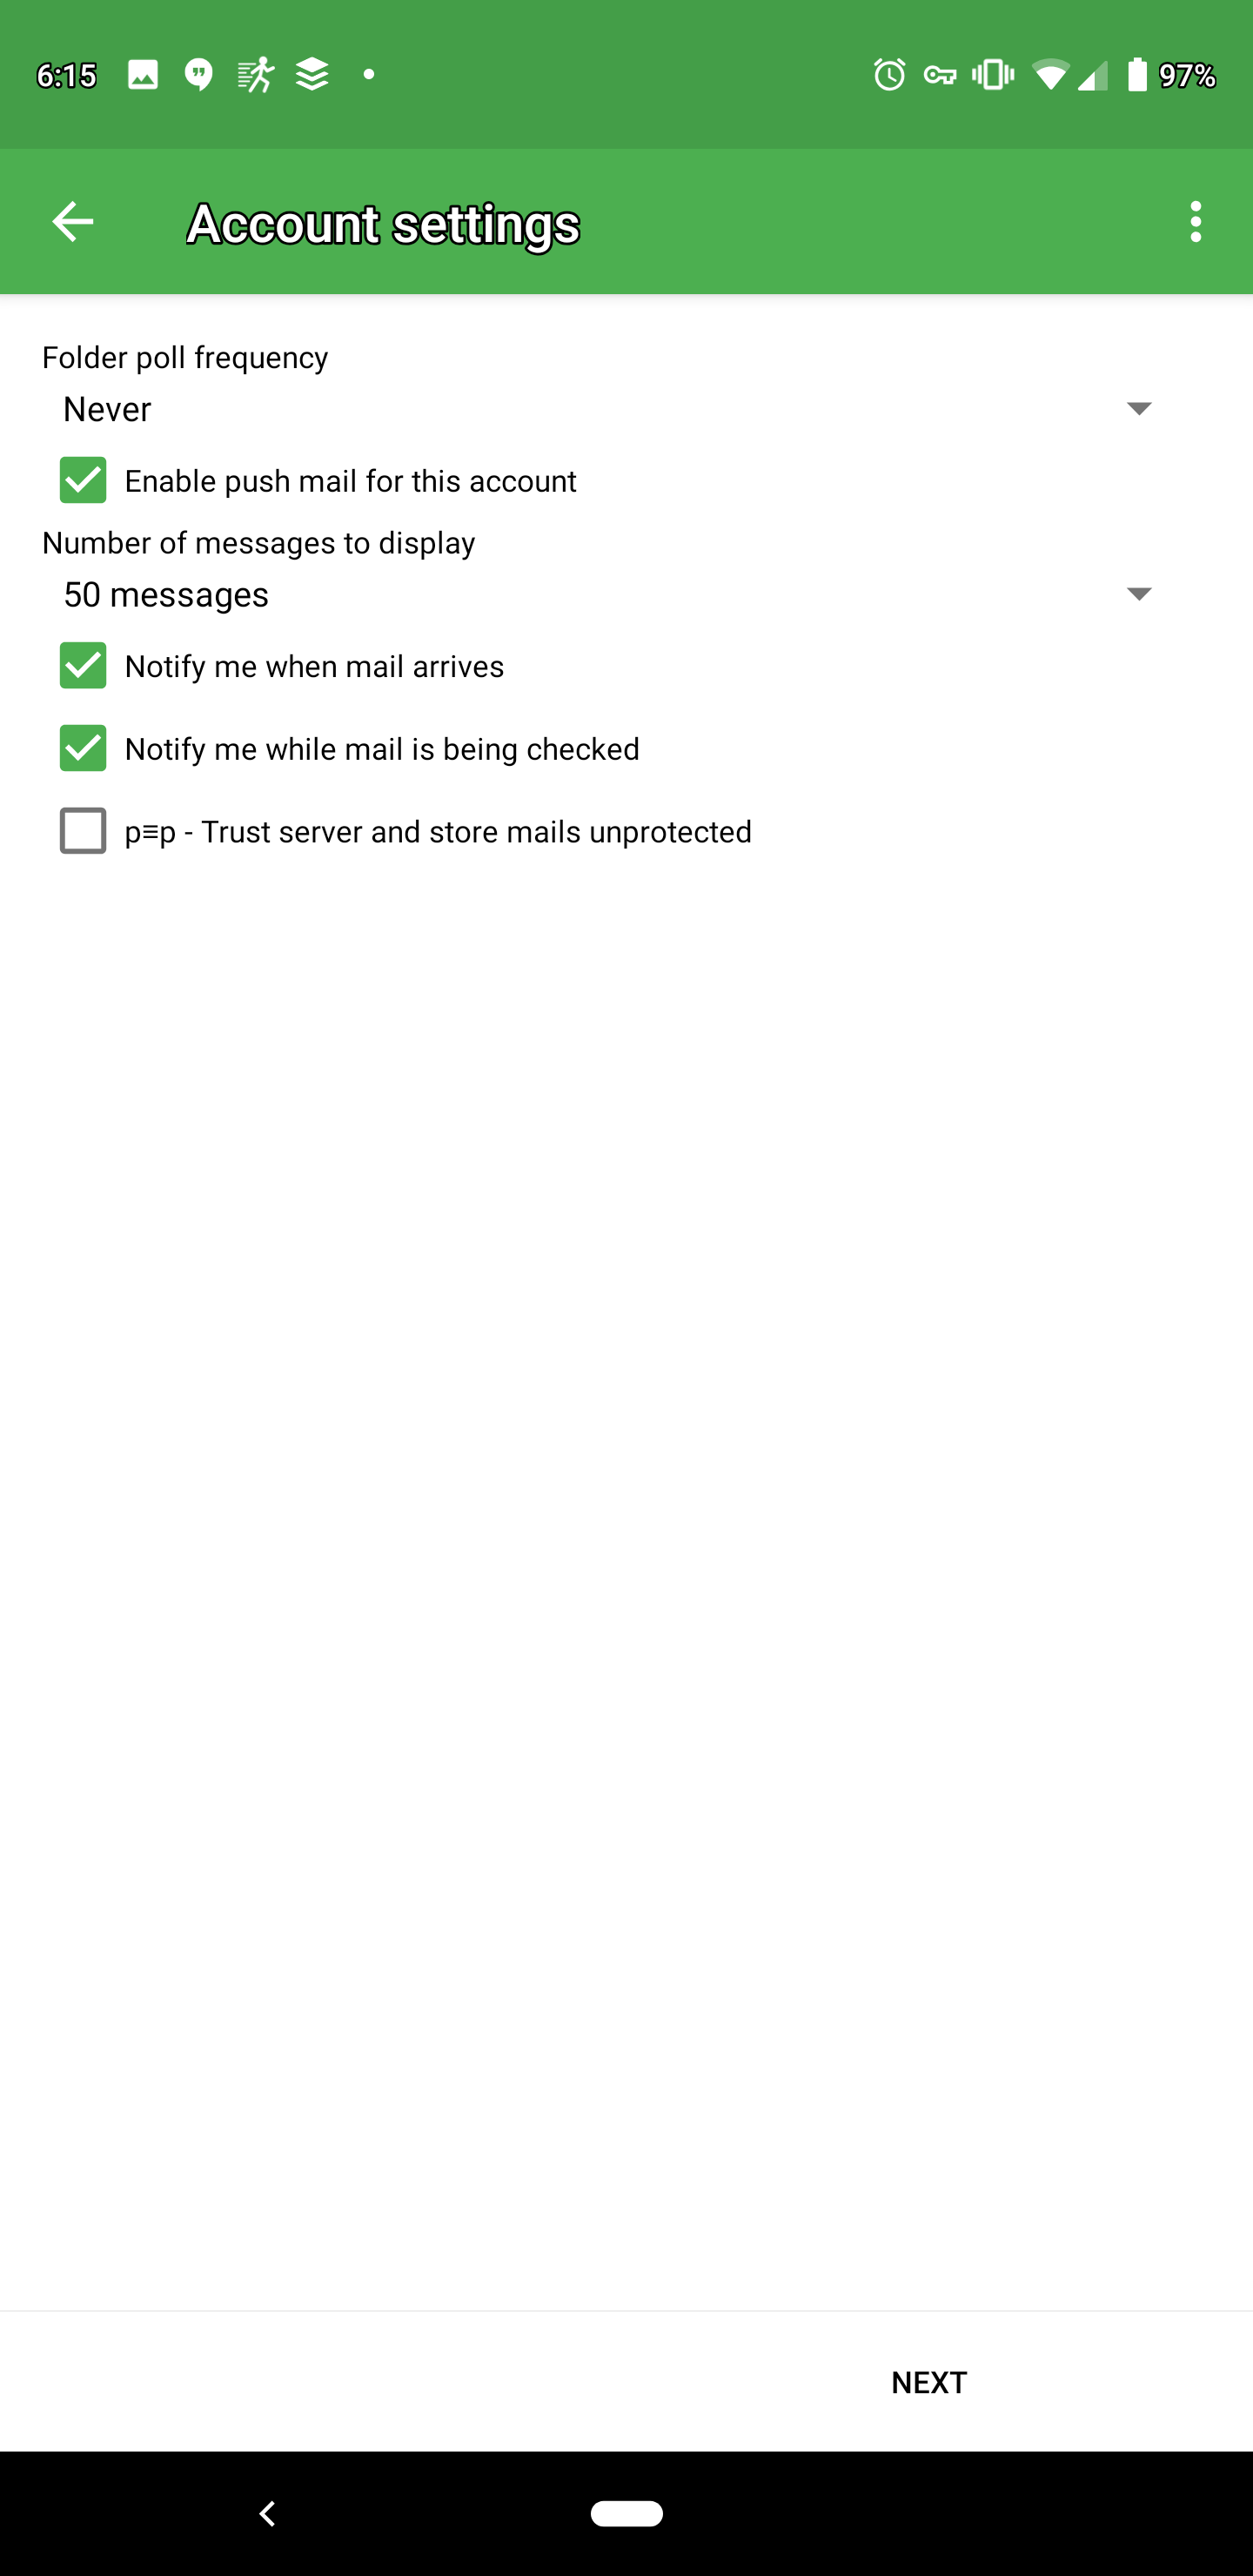 6:15
97%
Account settings
Folder poll frequency
Never
Enable push mail for this account
Number of messages to display
50 messages
Notify me when mail arrives
Notify me while mail is being checked
p≡p - Trust server and store mails unprotected
NEXT